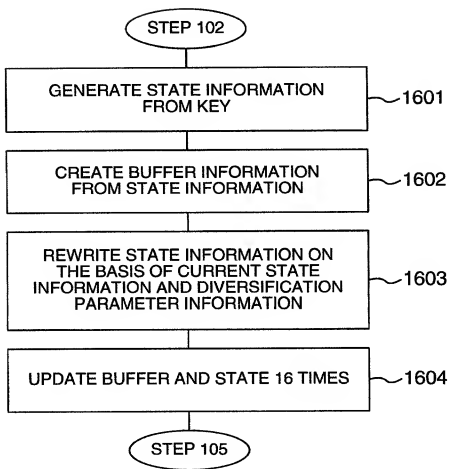 STEP 102
GENERATE STATE INFORMATION
FROM KEY
1601
CREATE BUFFER INFORMATION
FROM STATE INFORMATION
1602
REWRITE STATE INFORMATION ON
THE BASIS OF CURRENT STATE
INFORMATION AND DIVERSIFICATION
PARAMETER INFORMATION
1603
UPDATE BUFFER AND STATE 16 TIMES
1604
STEP 105